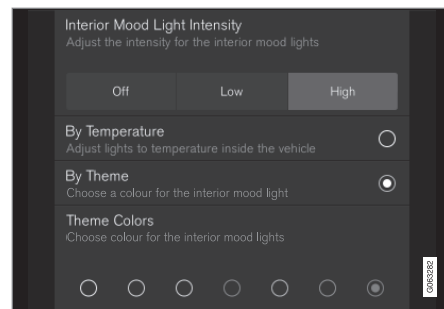 Interior Mood Light Intensity
Adjust the intensity for the interior mood lights
Off Low High
By Temperature
Adjust lights to temperature inside the vehicle
By Theme
Choose a colour for the interior mood light
Theme Colors
Choose colour for the interior mood lights
G063282